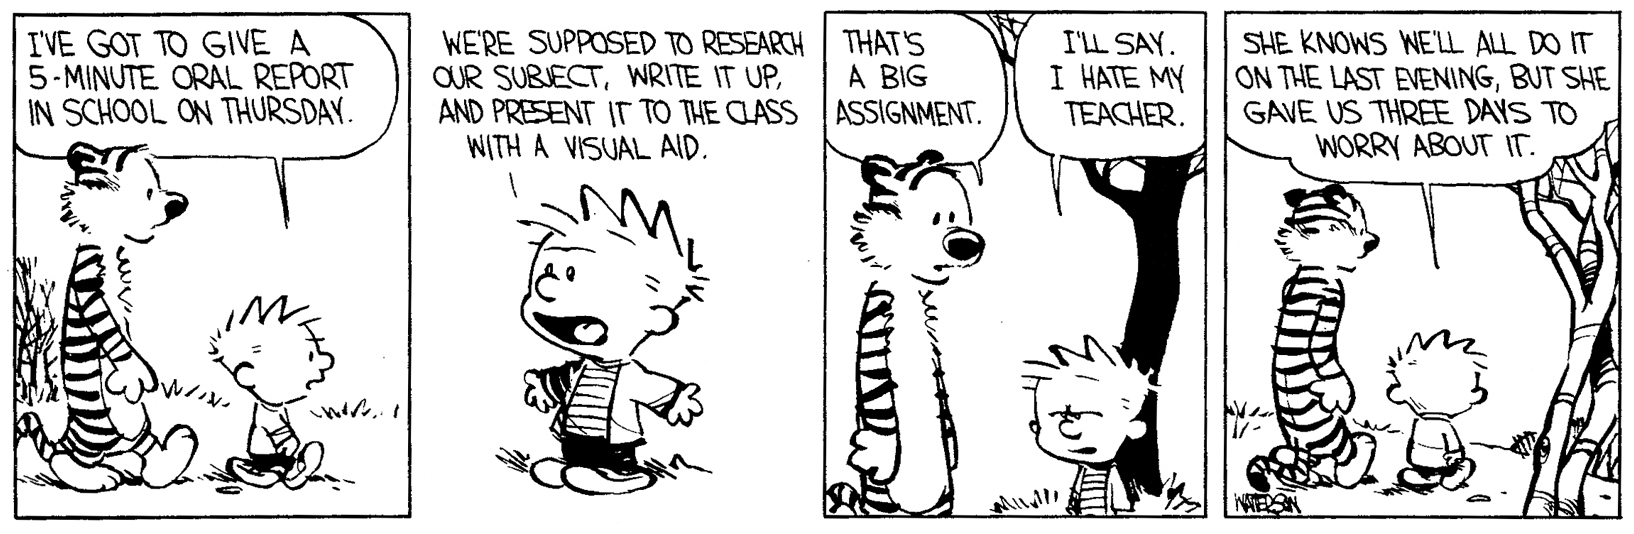 I'VE GOT TO GIVE A
5-MINUTE ORAL REPORT
IN SCHOOL ON THURSDAY.
WE'RE SUPPOSED TO RESEARCH
OUR SUBJECT, WRITE IT UP,
AND PRESENT IT TO THE CLASS
WITH A VISUAL AID.
THAT'S
A BIG
ASSIGNMENT.
I'LL SAY.
I HATE MY
TEACHER.
SHE KNOWS WE'LL ALL DO IT
ON THE LAST EVENING, BUT SHE
GAVE US THREE DAYS TO
WORRY ABOUT IT.
WATTERSON